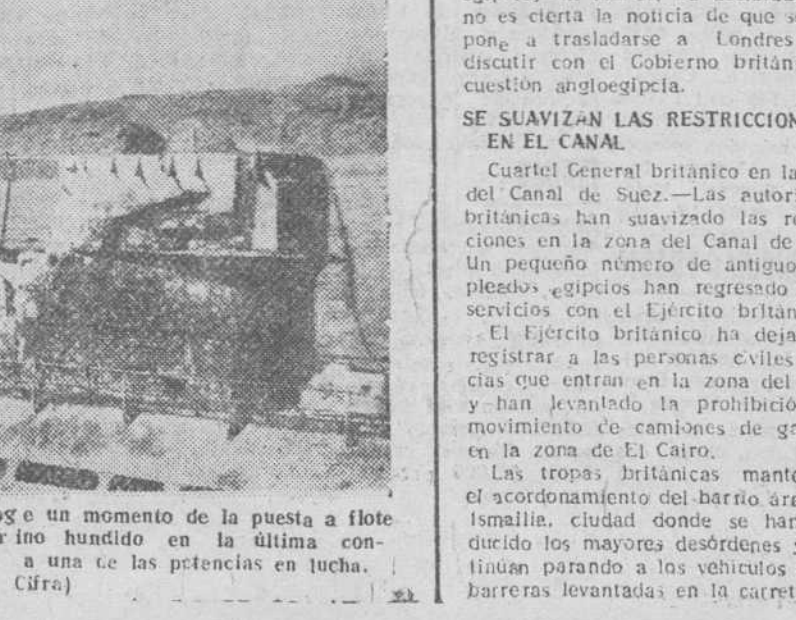 og e un momento de la puesta a flote
r ino hundido en la última con-
a una de las potencias en lucha.
Cifra)
no es cierta la noticia de que s
pone a trasladarse a Londres
discutir con el Gobierno britán
cuestión angloegipcia.
SE SUAVIZAN LAS RESTRICCION
EN EL CANAL
Cuartel General británico en la
del Canal de Suez.—Las autori
británicas han suavizado las re
ciones en la zona del Canal de
Un pequeño número de antiguo
pleados egipcios han regresado
servicios con el Ejército britán
El Ejército británico ha deja
registrar a las personas civiles
cias que entran en la zona del
y han levantado la prohibició
movimiento de camiones de ga
en la zona de El Cairo.
Las tropas británicas mante
el acordonamiento del barrio ára
Ismailia, ciudad donde se han
ducido los mayores desórdenes y
tinúan parando a los vehículos
barreras levantadas en la carret